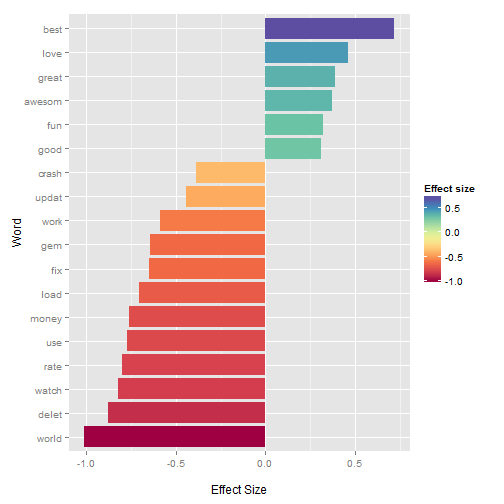 best
love
great
awesom
fun
good
crash
updat
work
gem
fix
load
money
use
rate
watch
delet
world
Word
-1.0 -0.5 0.0 0.5
Effect Size
Effect size
0.5
0.0
-0.5
-1.0